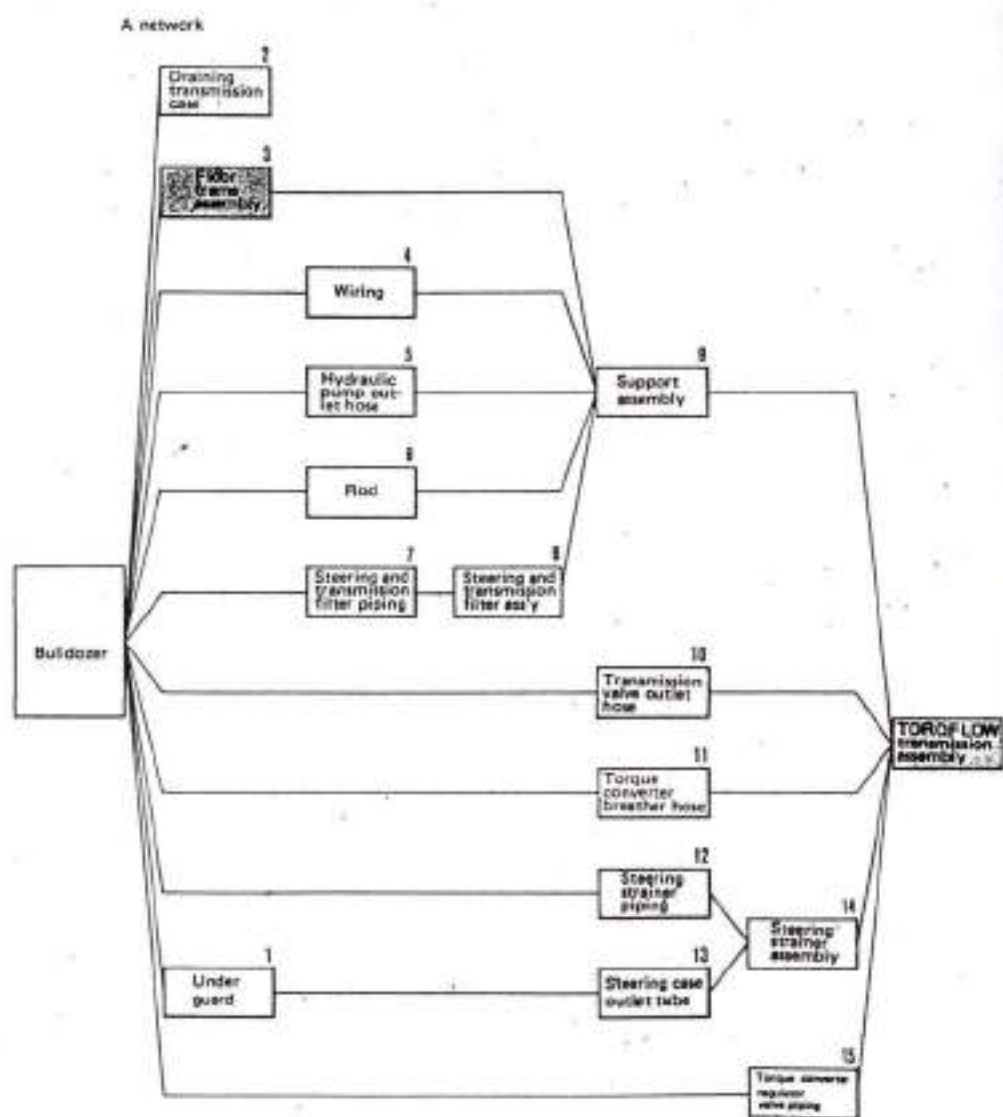 A network
2
Draining
transmission
case
3
Floor
frame
assembly
4
Wiring
5
Hydraulic
pump out-
let hose
9
Support
assembly
6
Rod
7
Steering and
transmission
filter piping
8
Steering and
transmission
filter ass'y
Bulldozer
10
Transmission
valve outlet
hose
TORQFLOW
transmission
assembly
11
Torque
converter
breather hose
12
Steering
strainer
piping
14
Steering
strainer
assembly
1
Under
guard
13
Steering case
outlet tube
15
Torque converter
regulator
valve piping